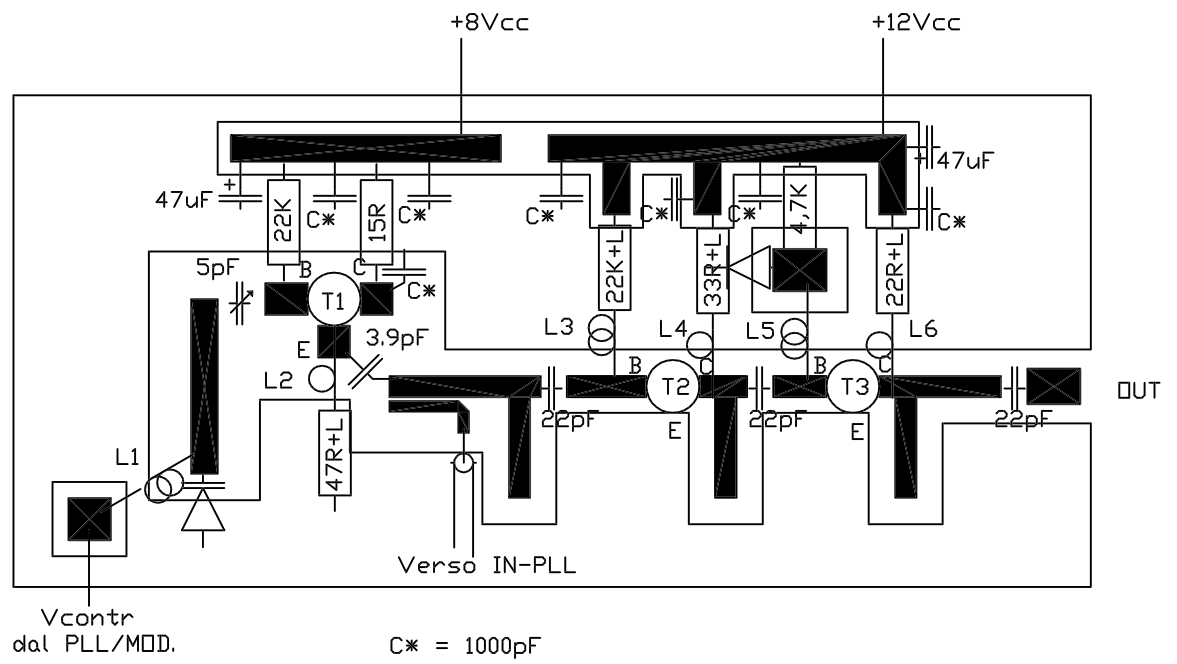 +8Vcc
+12Vcc
47uF
+
22K
C*
15R
C*
C*
C*
C*
4,7K
+
47uF
C*
5pF
B
C
T1
C*
E
3.9pF
L2
47R+L
22K+L
33R+L
22R+L
L3
L4
L5
L6
B
C
T2
E
B
C
T3
E
22pF
22pF
22pF
OUT
L1
Verso IN-PLL
Vcontr
dal PLL/MOD.
C* = 1000pF